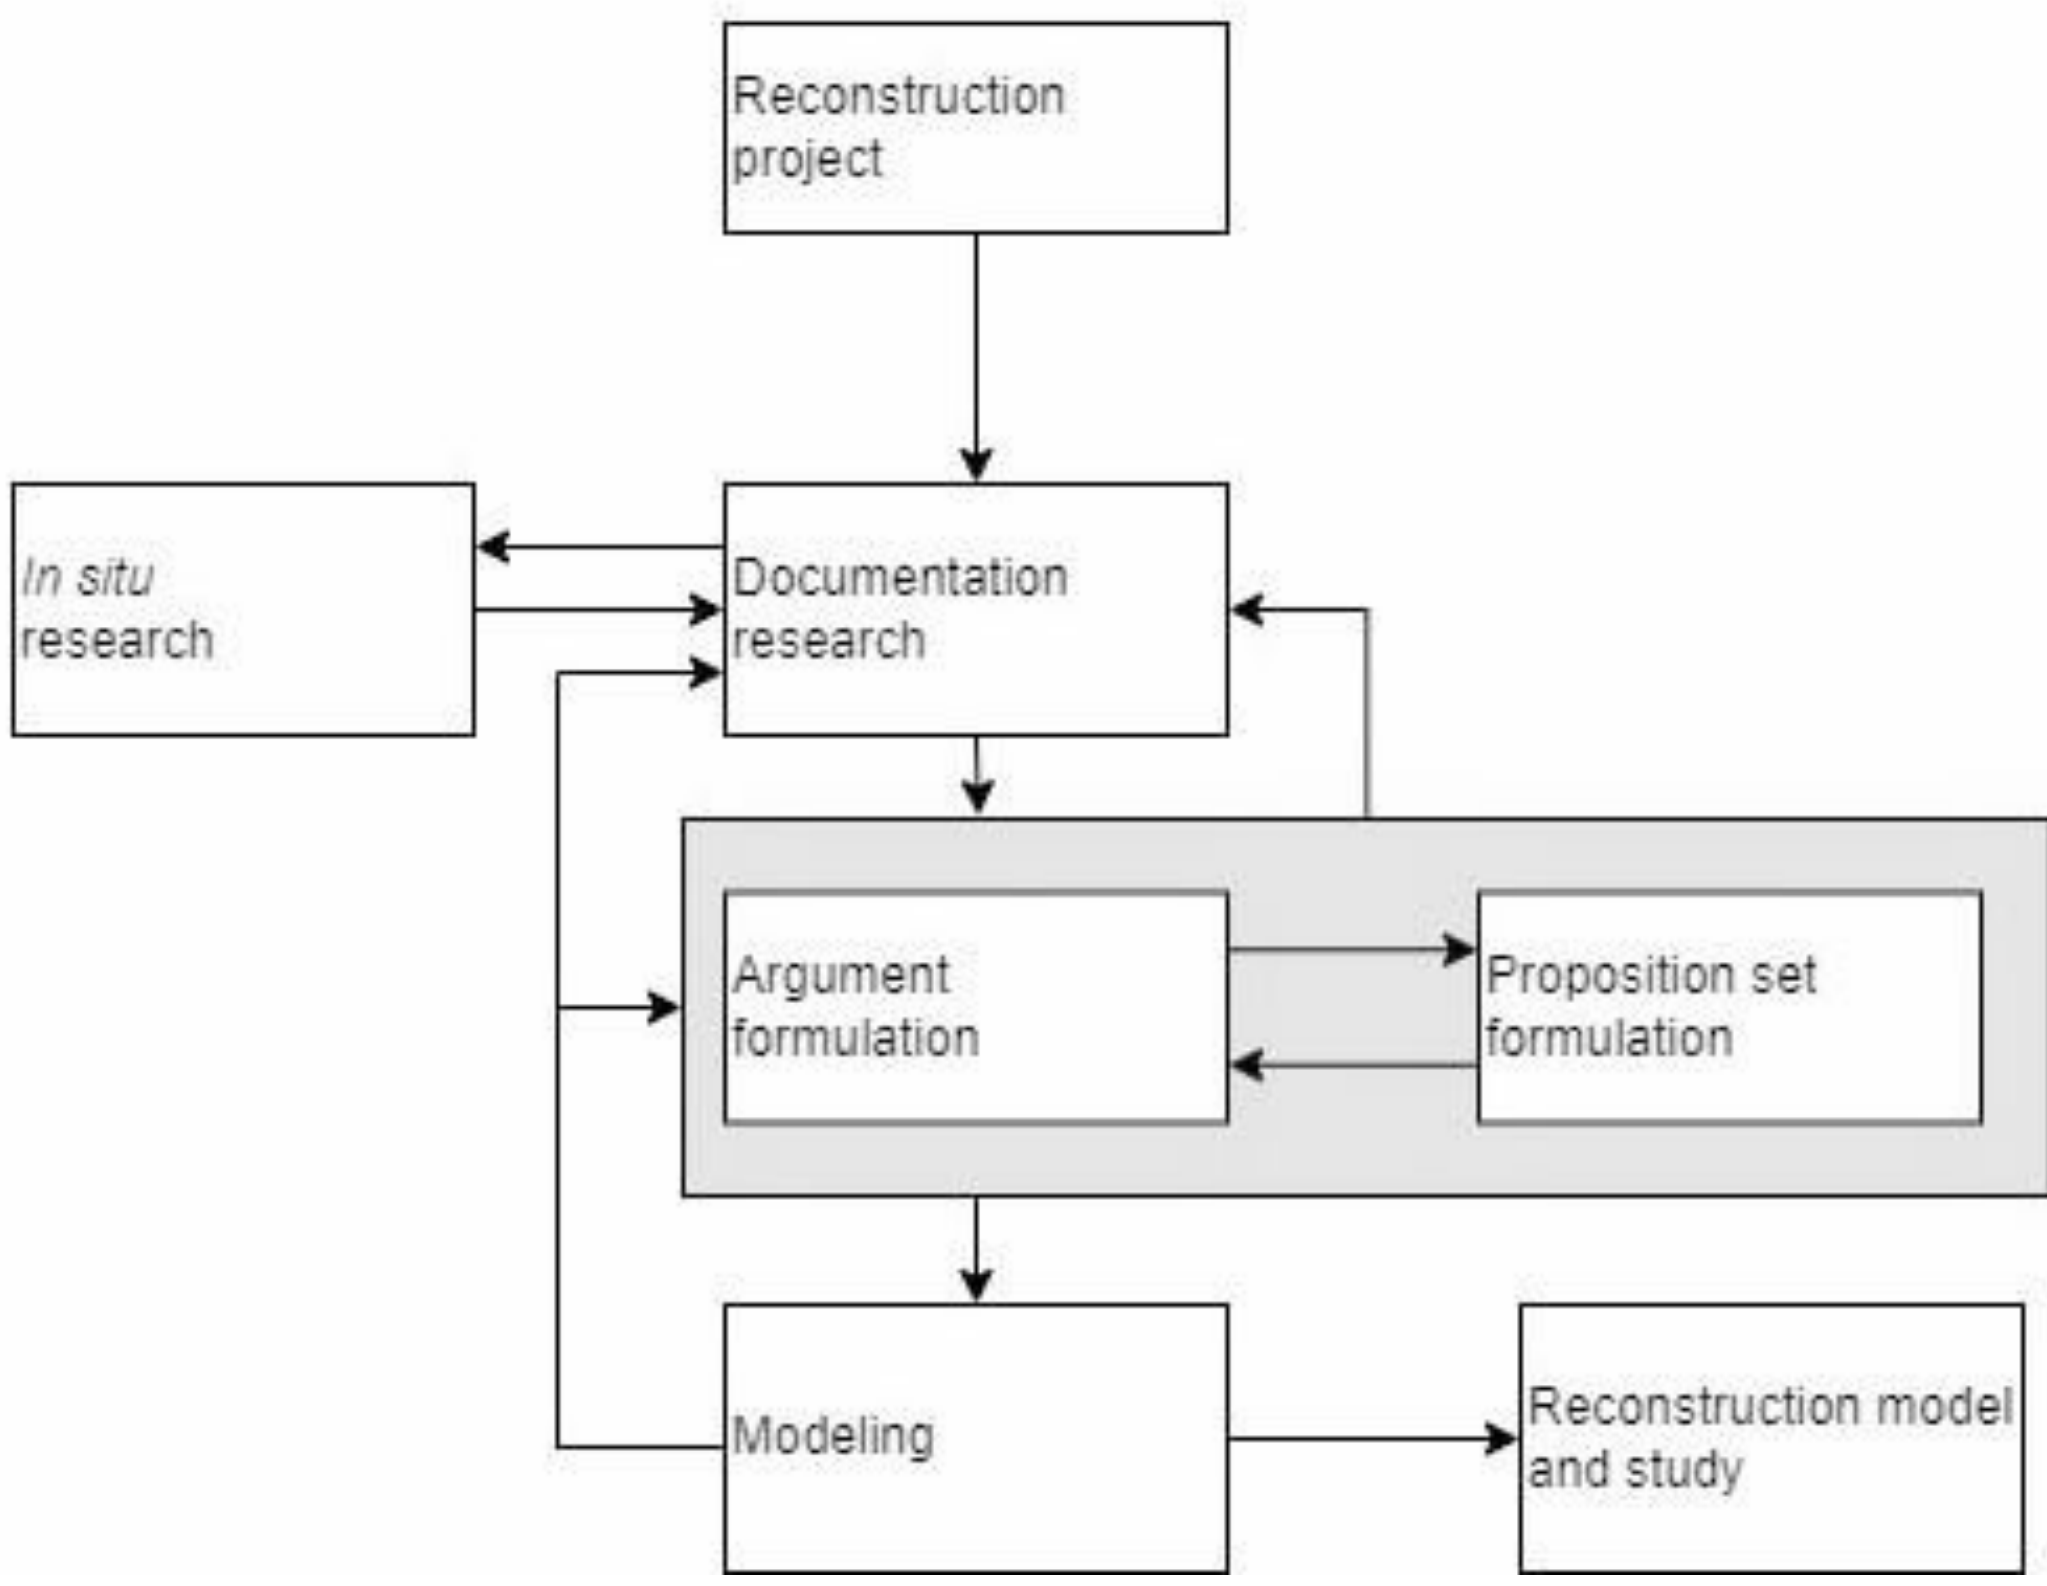 Reconstruction
project
In situ
research
Documentation
research
Argument
formulation
Proposition set
formulation
Modeling
Reconstruction model
and study